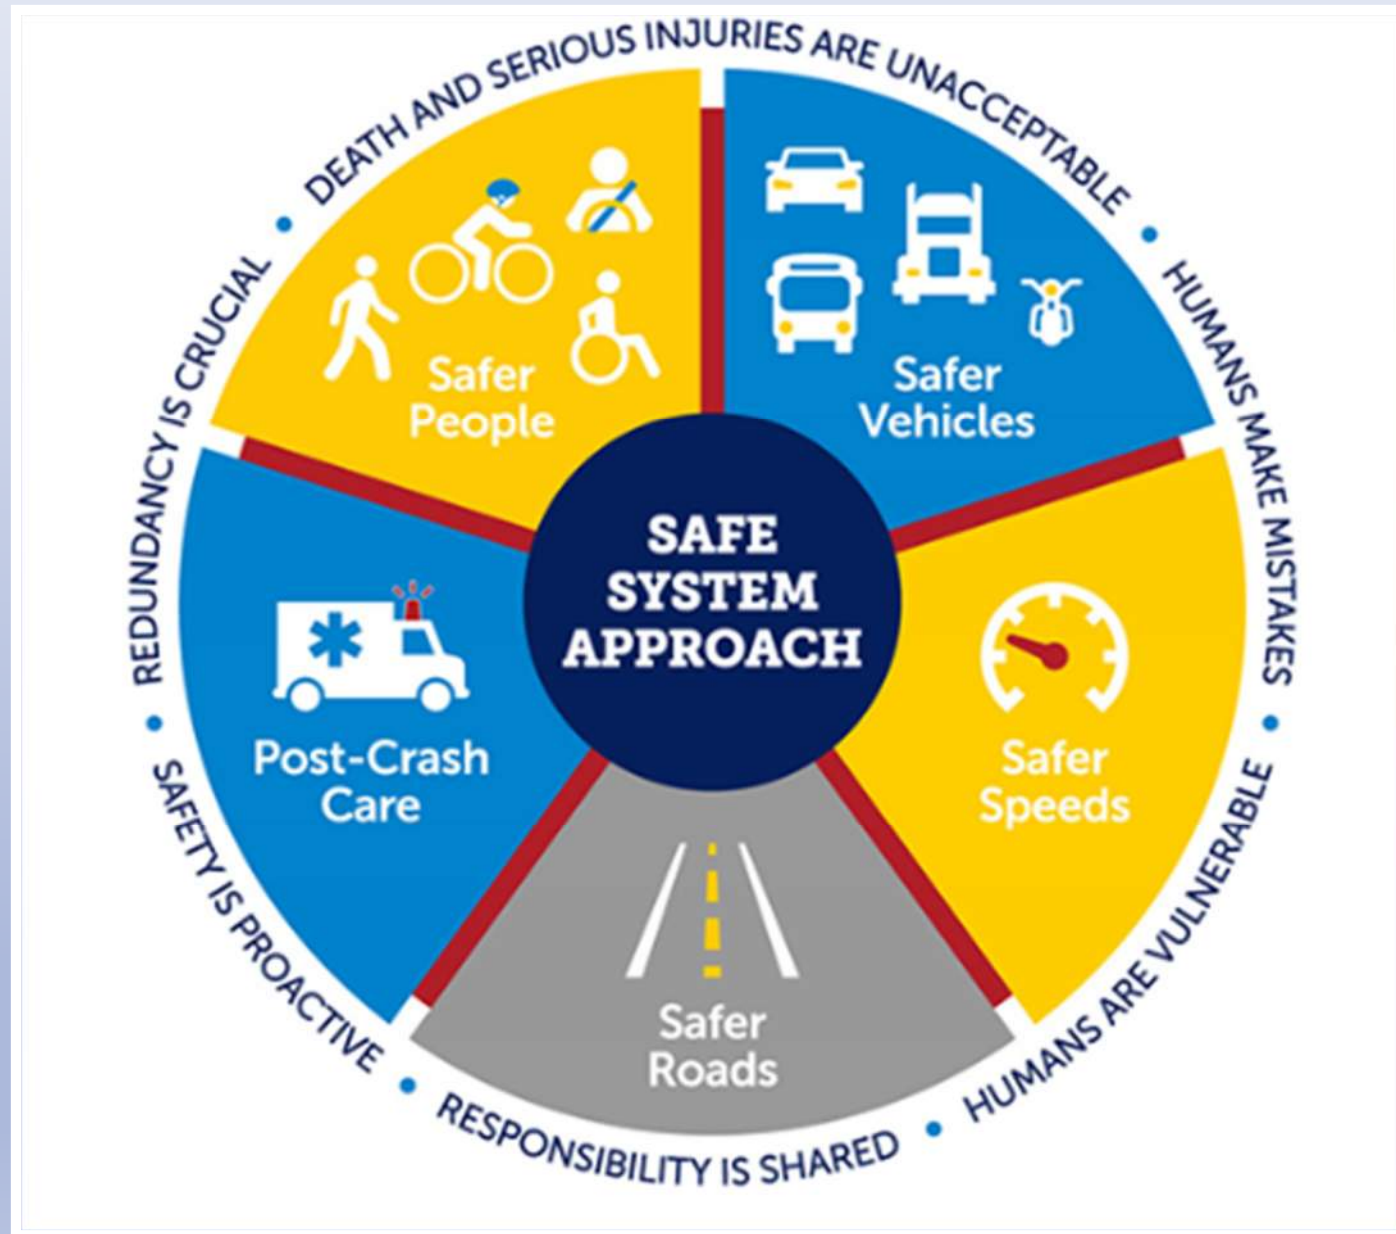 DEATH AND SERIOUS INJURIES ARE UNACCEPTABLE
HUMANS MAKE MISTAKES
HUMANS ARE VULNERABLE
RESPONSIBILITY IS SHARED
SAFETY IS PROACTIVE
REDUNDANCY IS CRUCIAL
Safer
People
Safer
Vehicles
SAFE
SYSTEM
APPROACH
Safer
Speeds
Post-Crash
Care
Safer
Roads